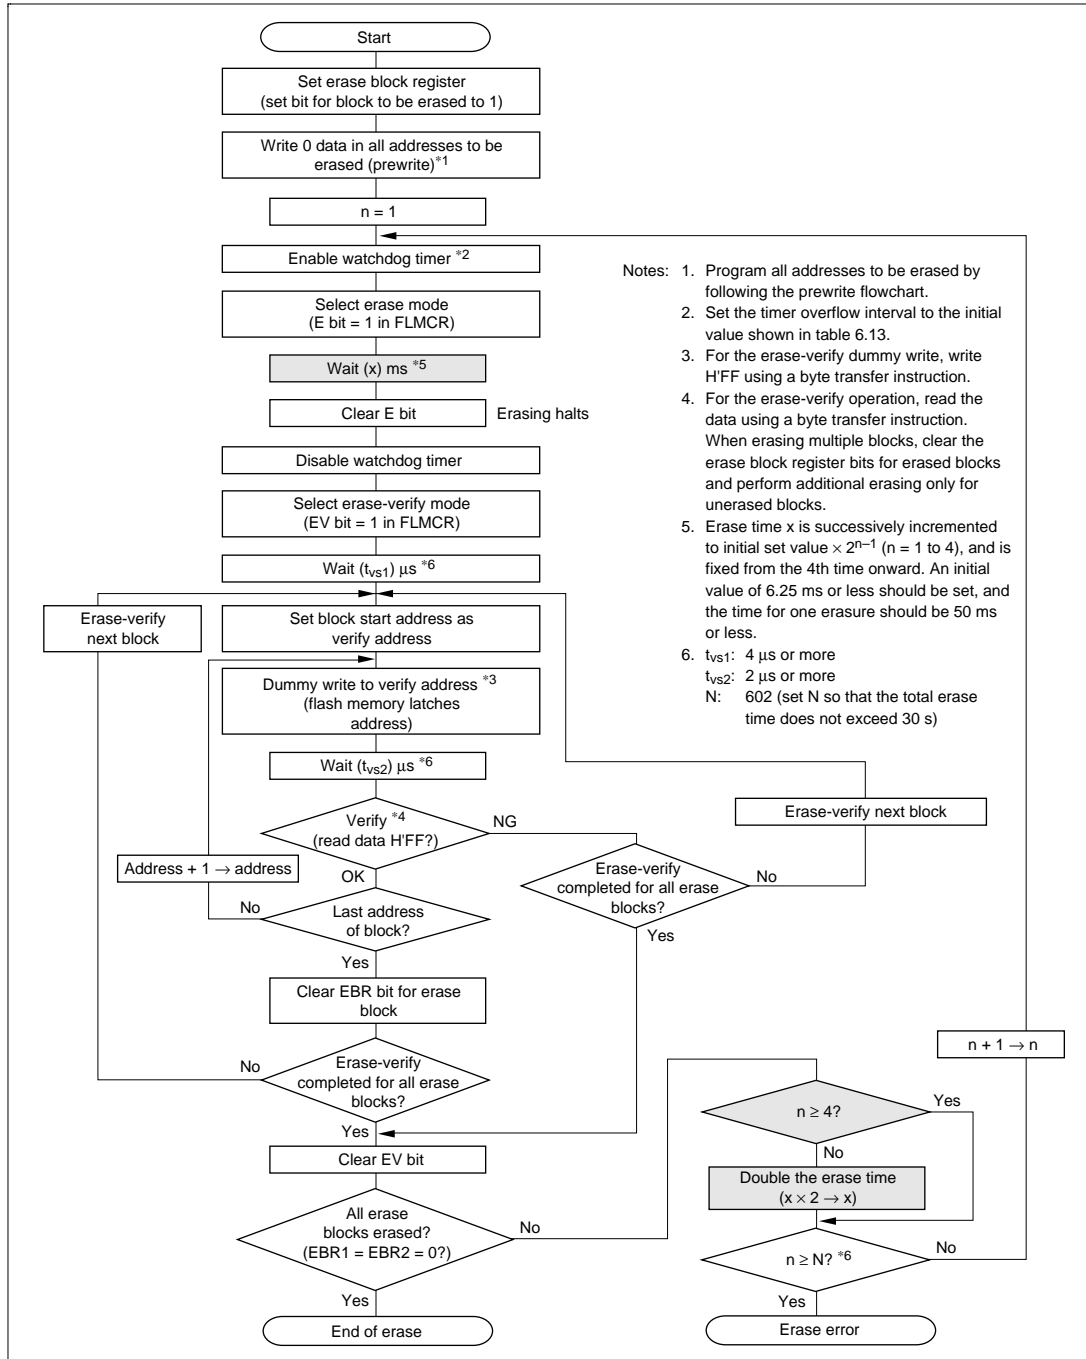 Start
Set erase block register
(set bit for block to be erased to 1)
Write 0 data in all addresses to be
erased (prewrite)*1
n = 1
Enable watchdog timer *2
Select erase mode
(E bit = 1 in FLMCR)
Wait (x) ms *5
Clear E bit
Erasing halts
Disable watchdog timer
Select erase-verify mode
(EV bit = 1 in FLMCR)
Wait (tvs1) μs *6
Erase-verify
next block
Set block start address as
verify address
Dummy write to verify address *3
(flash memory latches
address)
Wait (tvs2) μs *6
Verify *4
(read data H'FF?)
NG
OK
Address + 1 → address
No
Last address
of block?
Yes
Clear EBR bit for erase
block
No
Erase-verify
completed for all erase
blocks?
Yes
Clear EV bit
All erase
blocks erased?
(EBR1 = EBR2 = 0?)
No
Yes
End of erase
Erase-verify
completed for all erase
blocks?
No
Yes
Erase-verify next block
n + 1 → n
n ≥ 4?
Yes
No
Double the erase time
(x × 2 → x)
n ≥ N? *6
No
Yes
Erase error
Notes: 1. Program all addresses to be erased by
following the prewrite flowchart.
2. Set the timer overflow interval to the initial
value shown in table 6.13.
3. For the erase-verify dummy write, write
H'FF using a byte transfer instruction.
4. For the erase-verify operation, read the
data using a byte transfer instruction.
When erasing multiple blocks, clear the
erase block register bits for erased blocks
and perform additional erasing only for
unerased blocks.
5. Erase time x is successively incremented
to initial set value × 2n–1 (n = 1 to 4), and is
fixed from the 4th time onward. An initial
value of 6.25 ms or less should be set, and
the time for one erasure should be 50 ms
or less.
6. tvs1: 4 μs or more
tvs2: 2 μs or more
N: 602 (set N so that the total erase
time does not exceed 30 s)